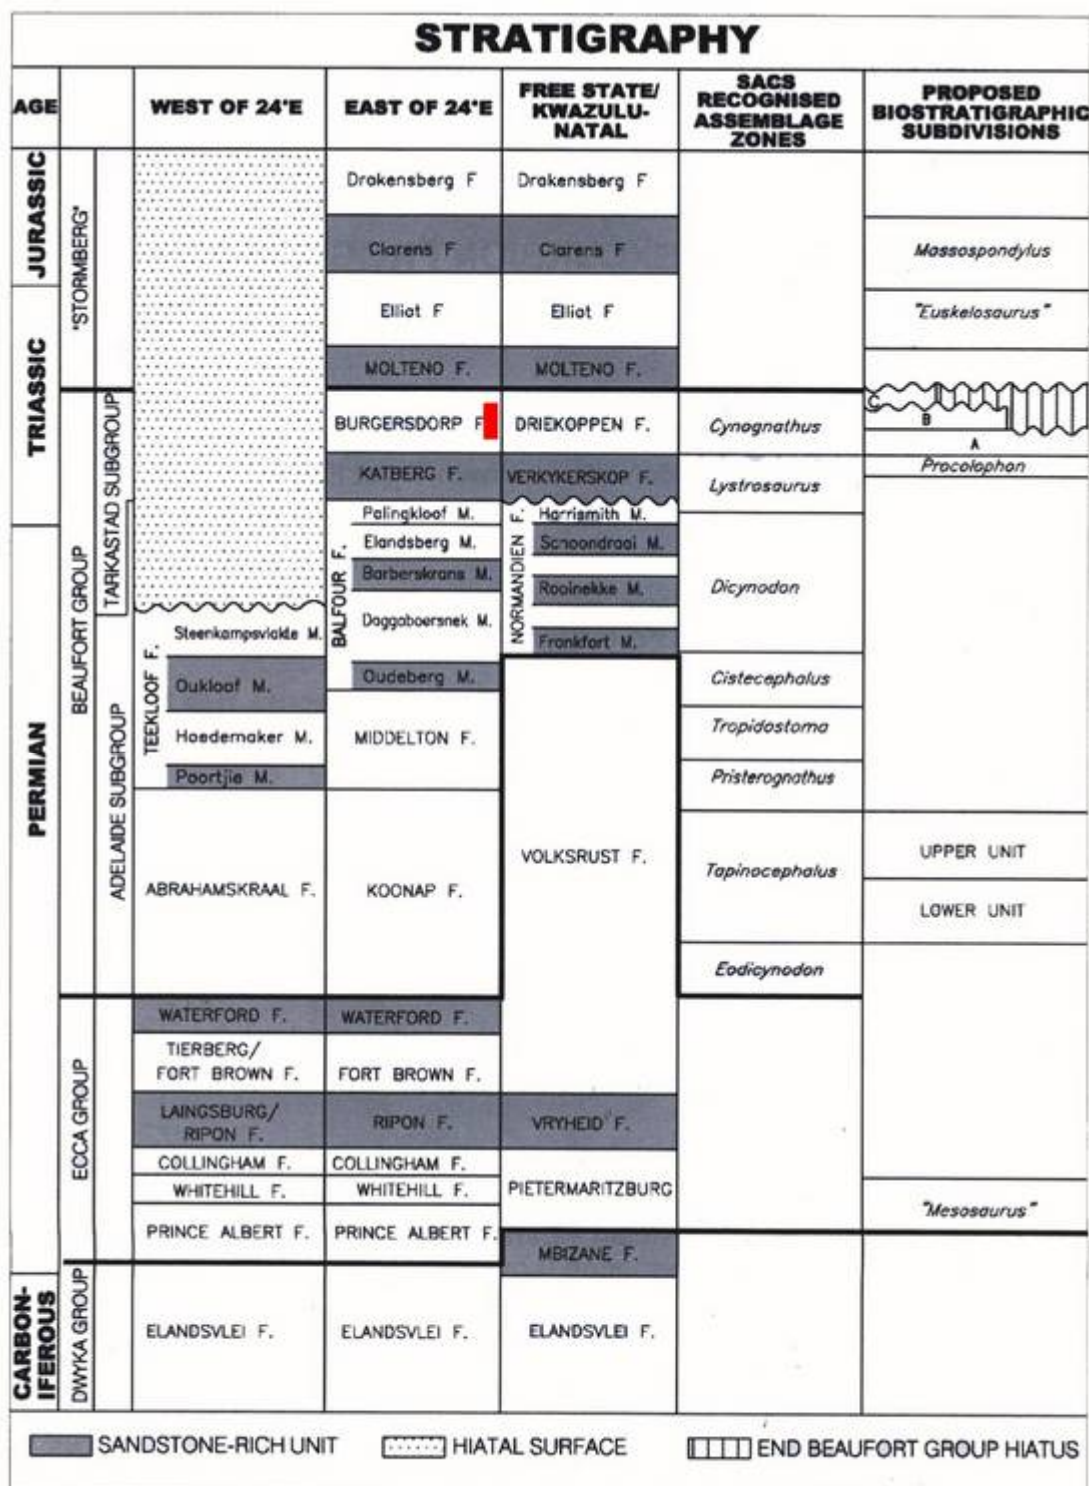 STRATIGRAPHY
AGE
WEST OF 24°E
EAST OF 24°E
FREE STATE/
KWAZULU-
NATAL
SACS
RECOGNISED
ASSEMBLAGE
ZONES
PROPOSED
BIOSTRATIGRAPHIC
SUBDIVISIONS
JURASSIC
TRIASSIC
PERMIAN
CARBON-
IFEROUS
"STORMBERG"
BEAUFORT GROUP
ECCA GROUP
DWYKA GROUP
TARKASTAD SUBGROUP
ADELAIDE SUBGROUP
TEEKLOOF F.
Steenkampsvlakte M.
Oukloof M.
Hoedemaker M.
Poortjie M.
ABRAHAMSKRAAL F.
WATERFORD F.
TIERBERG/
FORT BROWN F.
LAINGSBURG/
RIPON F.
COLLINGHAM F.
WHITEHILL F.
PRINCE ALBERT F.
ELANDSVLEI F.
Drakensberg F
Clarens F
Elliot F
MOLTENO F.
BURGERSDORP F
KATBERG F.
BALFOUR F.
Palingkloof M.
Elandsberg M.
Barberskrans M.
Daggaboersnek M.
Oudeberg M.
MIDDELTON F.
KOONAP F.
WATERFORD F.
FORT BROWN F.
RIPON F.
COLLINGHAM F.
WHITEHILL F.
PRINCE ALBERT F.
ELANDSVLEI F.
Drakensberg F
Clarens F
Elliot F
MOLTENO F.
DRIEKOPPEN F.
VERKYKERSKOP F.
NORMANDIEN F.
Harrismith M.
Schoondraai M.
Rooinekke M.
Frankfort M.
VOLKSRUST F.
VRYHEID F.
PIETERMARITZBURG
MBIZANE F.
ELANDSVLEI F.
Cynognathus
Lystrosaurus
Dicynodon
Cistecephalus
Tropidostoma
Pristerognathus
Tapinocephalus
Eodicynodon
Massospondylus
"Euskelosaurus"
C
B
A
Procolophon
UPPER UNIT
LOWER UNIT
"Mesosaurus"
SANDSTONE-RICH UNIT
HIATAL SURFACE
END BEAUFORT GROUP HIATUS